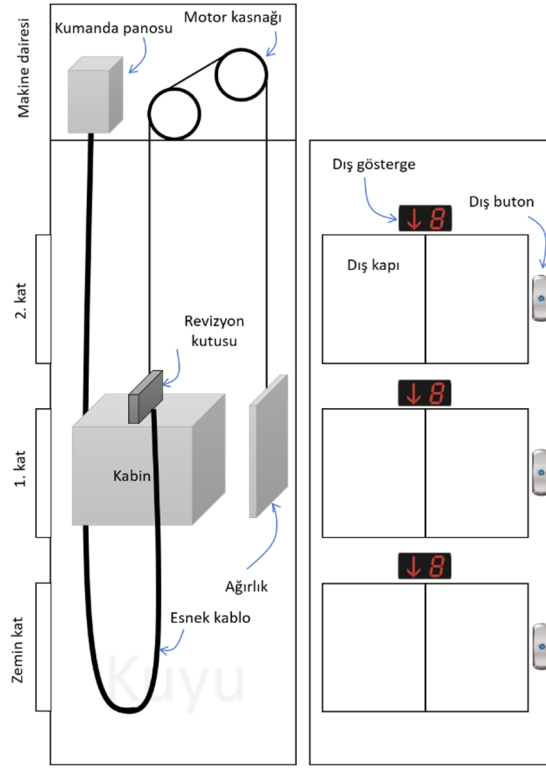 Makine dairesi
Kumanda panosu
Motor kasnağı
Dış gösterge
Dış buton
8
Dış kapı
2. kat
Revizyon
kutusu
8
1. kat
Kabin
Ağırlık
8
Esnek kablo
Zemin kat
Kuyu